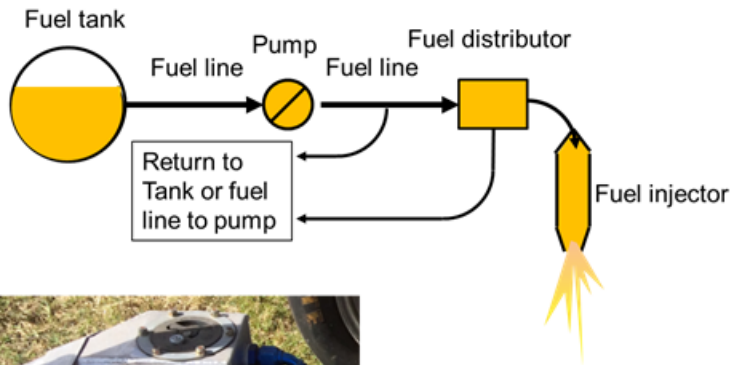 Fuel tank
Pump
Fuel distributor
Fuel line
Fuel line
Return to
Tank or fuel
line to pump
Fuel injector